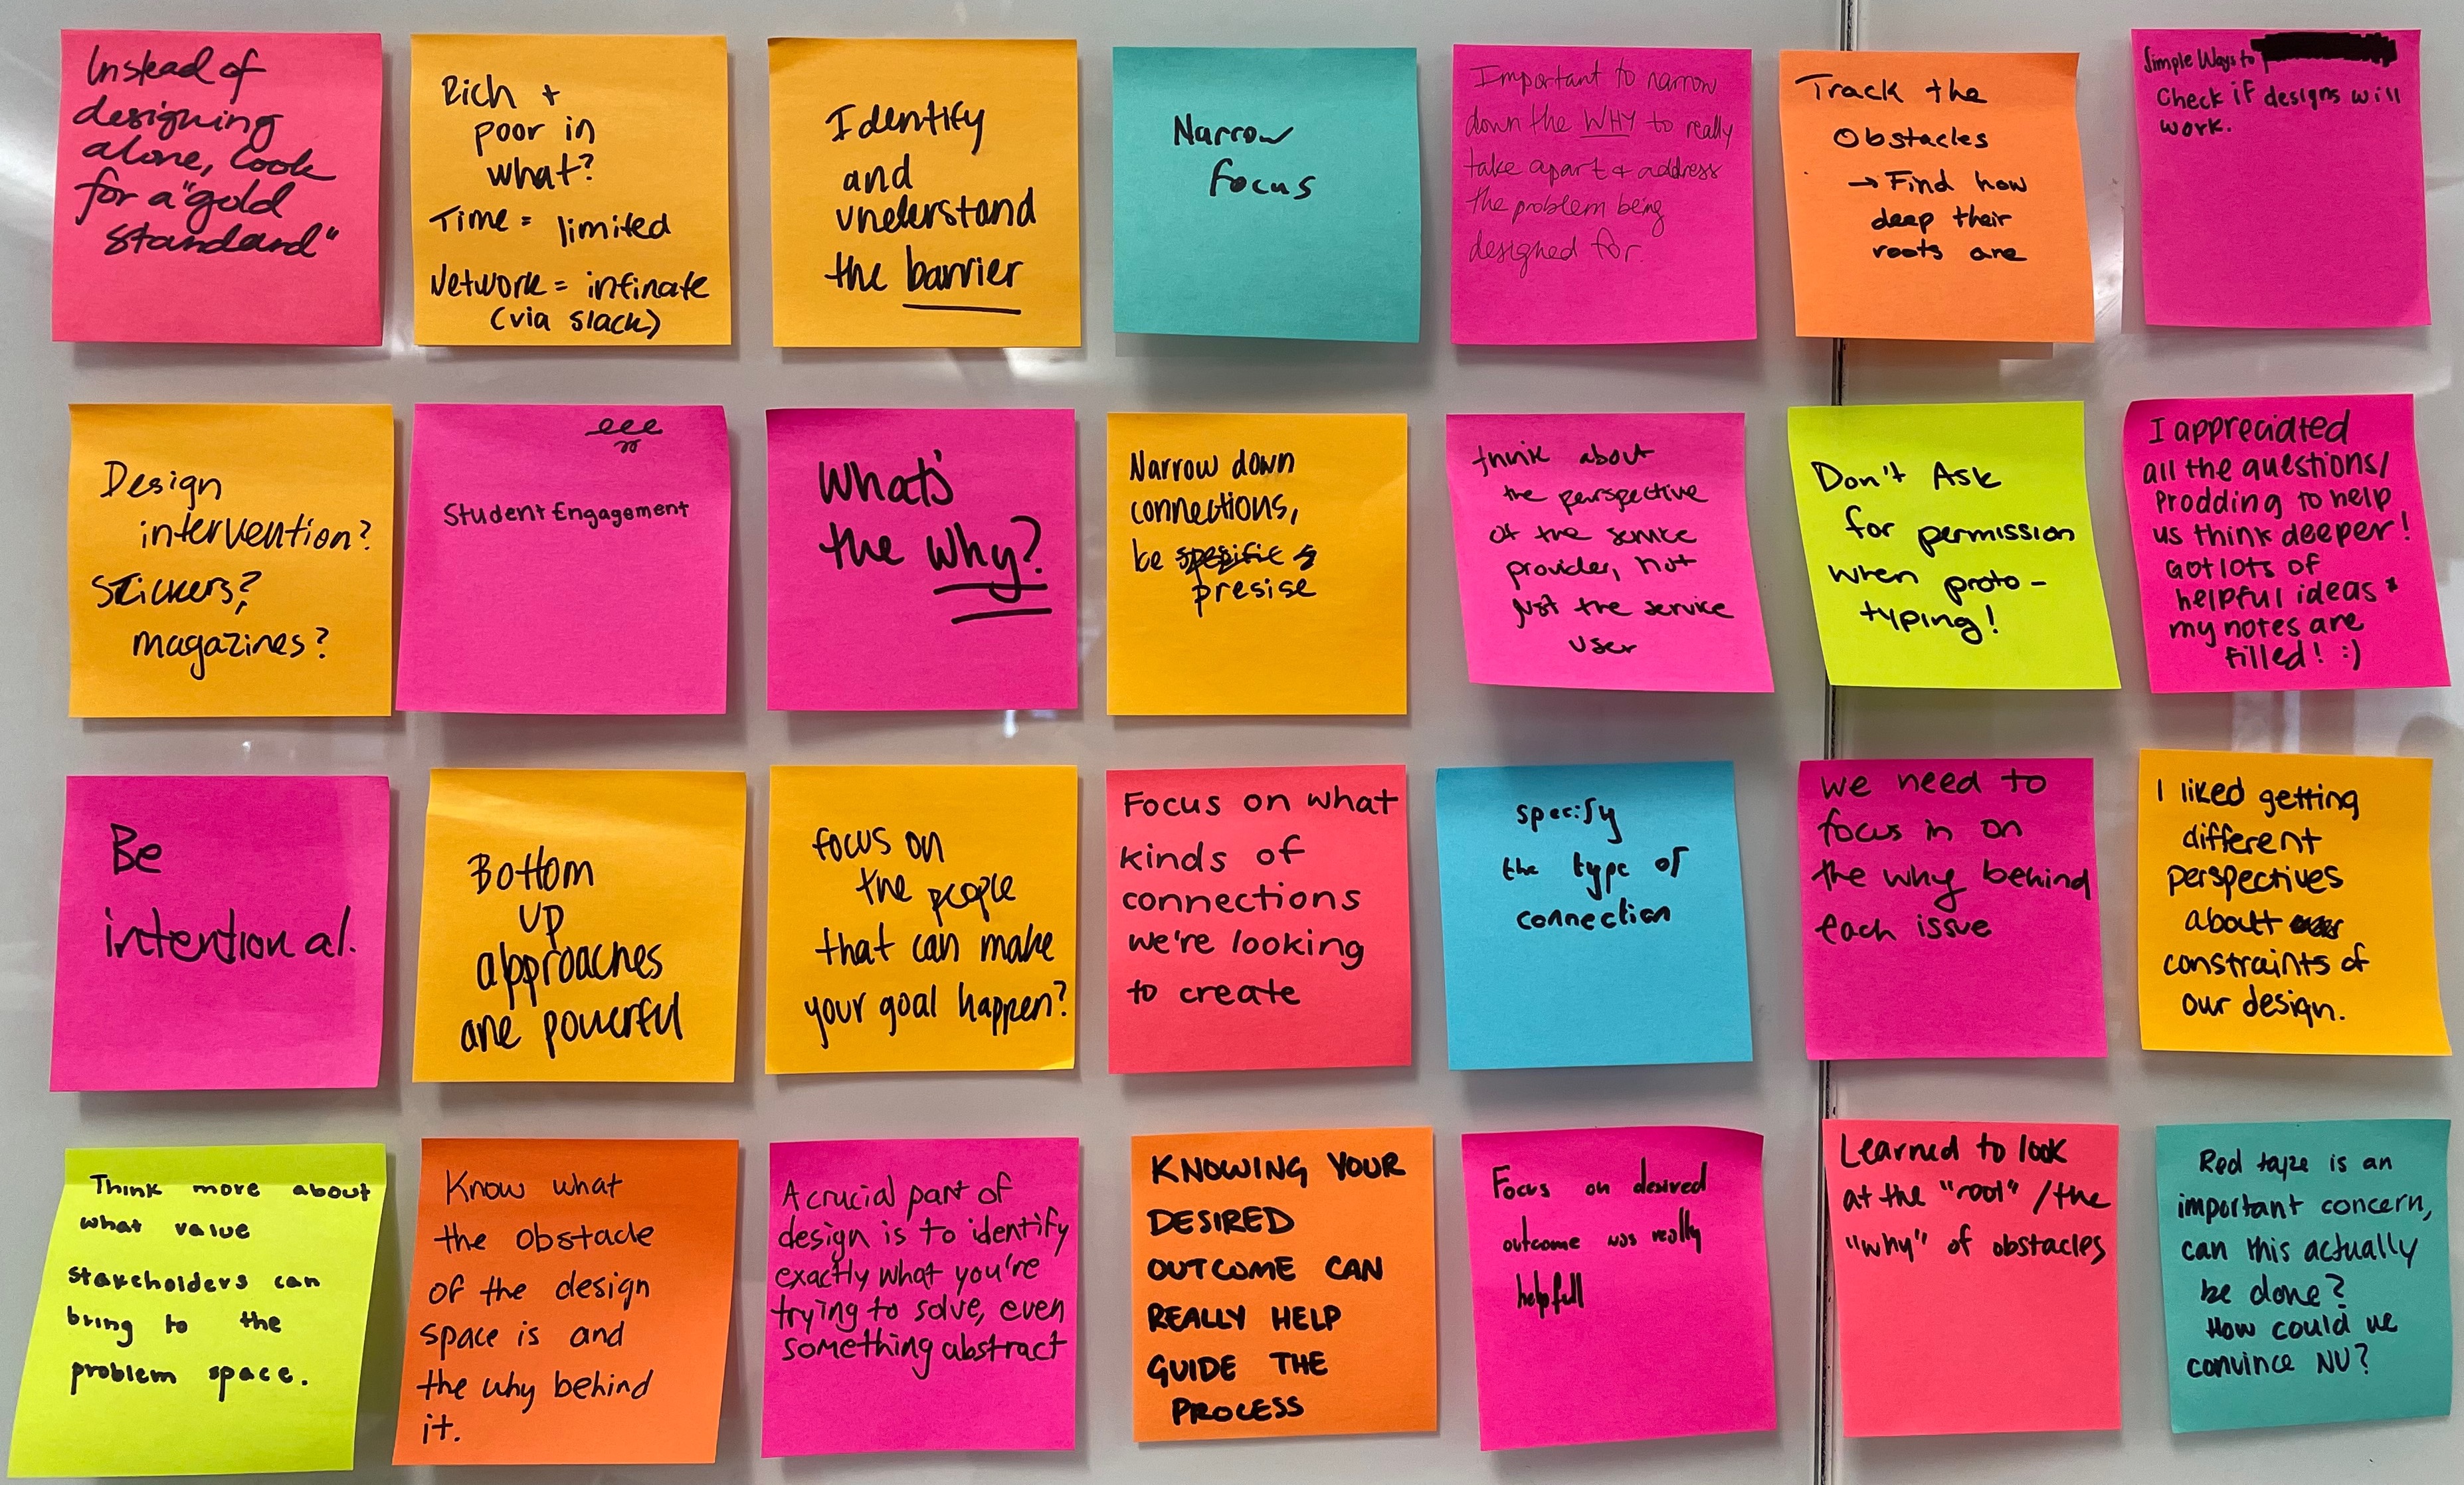 Instead of
designing
alone, look
for a "gold
standard"
Rich +
poor in
what?
Time = limited
Network = infinate
(via slack)
Identify
and
understand
the barrier
Narrow
focus
Important to narrow
down the WHY to really
take apart + address
the problem being
designed for.
Track the
Obstacles
→ Find how
deep their
roots are
Simple Ways to
Check if designs will
work.
Design
intervention?
Stickers?
magazines?
Student Engagement
What's
the why?
Narrow down
connections,
be spesific
presise
think about
the perspective
of the service
provider, not
just the service
user
Don't Ask
for permission
when proto-
typing!
I appreciated
all the questions/
Prodding to help
us think deeper!
Got lots of
helpful ideas *
my notes are
filled! :)
Be
intentional.
Bottom
up
approaches
are powerful
focus on
the people
that can make
your goal happen?
Focus on what
kinds of
connections
we're looking
to create
specify
the type of
connection
we need to
focus in on
the why behind
each issue
I liked getting
different
perspectives
about
constraints of
our design.
Think more about
what value
stakeholders can
bring to the
problem space.
Know what
the obstacle
of the design
space is and
the why behind
it.
A crucial part of
design is to identify
exactly what you're
trying to solve, even
something abstract
KNOWING YOUR
DESIRED
OUTCOME CAN
REALLY HELP
GUIDE THE
PROCESS
Focus on desired
outcome was really
helpfull
Learned to look
at the "root" / the
"why" of obstacles
Red tape is an
important concern,
can this actually
be done?
How could we
convince NU?